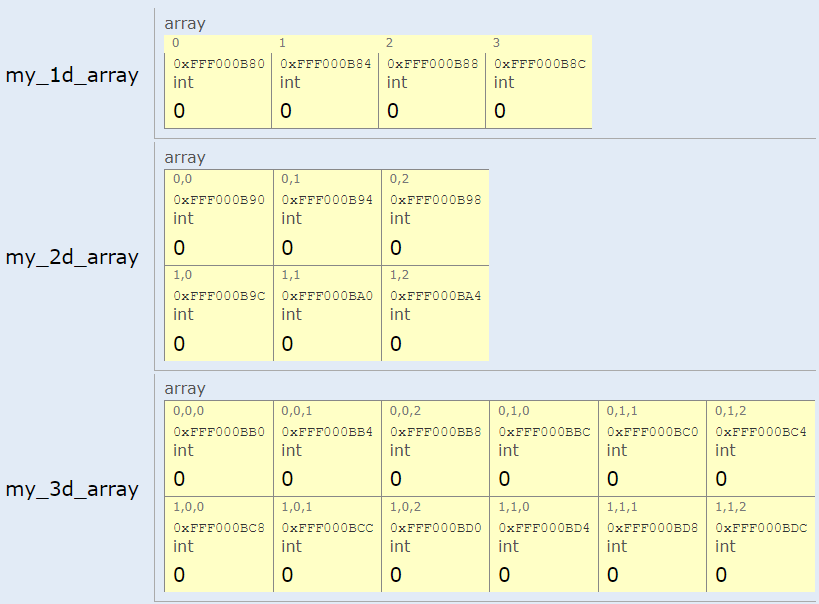 array
0 1 2 3
0xFFF000B80 0xFFF000B84 0xFFF000B88 0xFFF000B8C
my_1d_array
int int int int
0 0 0 0
array
0,0 0,1 0,2
0xFFF000B90 0xFFF000B94 0xFFF000B98
int int int
0 0 0
my_2d_array
1,0 1,1 1,2
0xFFF000B9C 0xFFF000BA0 0xFFF000BA4
int int int
0 0 0
array
0,0,0 0,0,1 0,0,2 0,1,0 0,1,1 0,1,2
0xFFF000BB0 0xFFF000BB4 0xFFF000BB8 0xFFF000BBC 0xFFF000BC0 0xFFF000BC4
int int int int int int
0 0 0 0 0 0
my_3d_array
1,0,0 1,0,1 1,0,2 1,1,0 1,1,1 1,1,2
0xFFF000BC8 0xFFF000BCC 0xFFF000BD0 0xFFF000BD4 0xFFF000BD8 0xFFF000BDC
int int int int int int
0 0 0 0 0 0